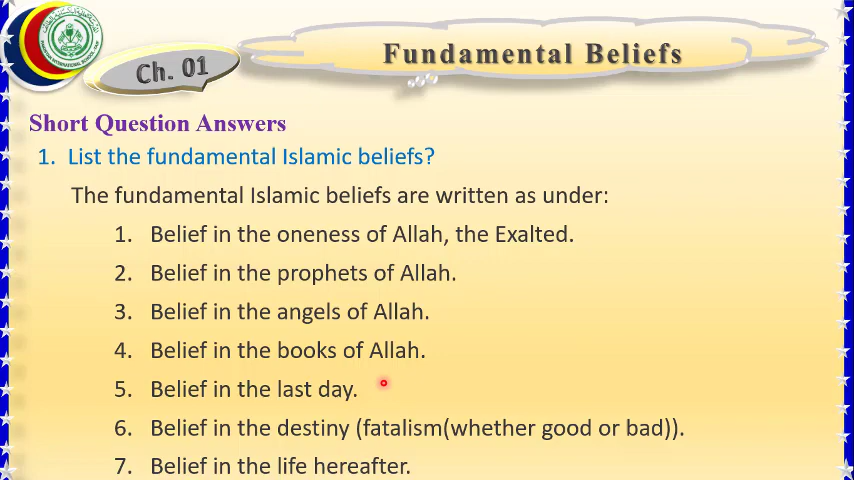 Ch. 01
Fundamental Beliefs
Short Question Answers
1. List the fundamental Islamic beliefs?
The fundamental Islamic beliefs are written as under:
1. Belief in the oneness of Allah, the Exalted.
2. Belief in the prophets of Allah.
3. Belief in the angels of Allah.
4. Belief in the books of Allah.
5. Belief in the last day.
6. Belief in the destiny (fatalism(whether good or bad)).
7. Belief in the life hereafter.